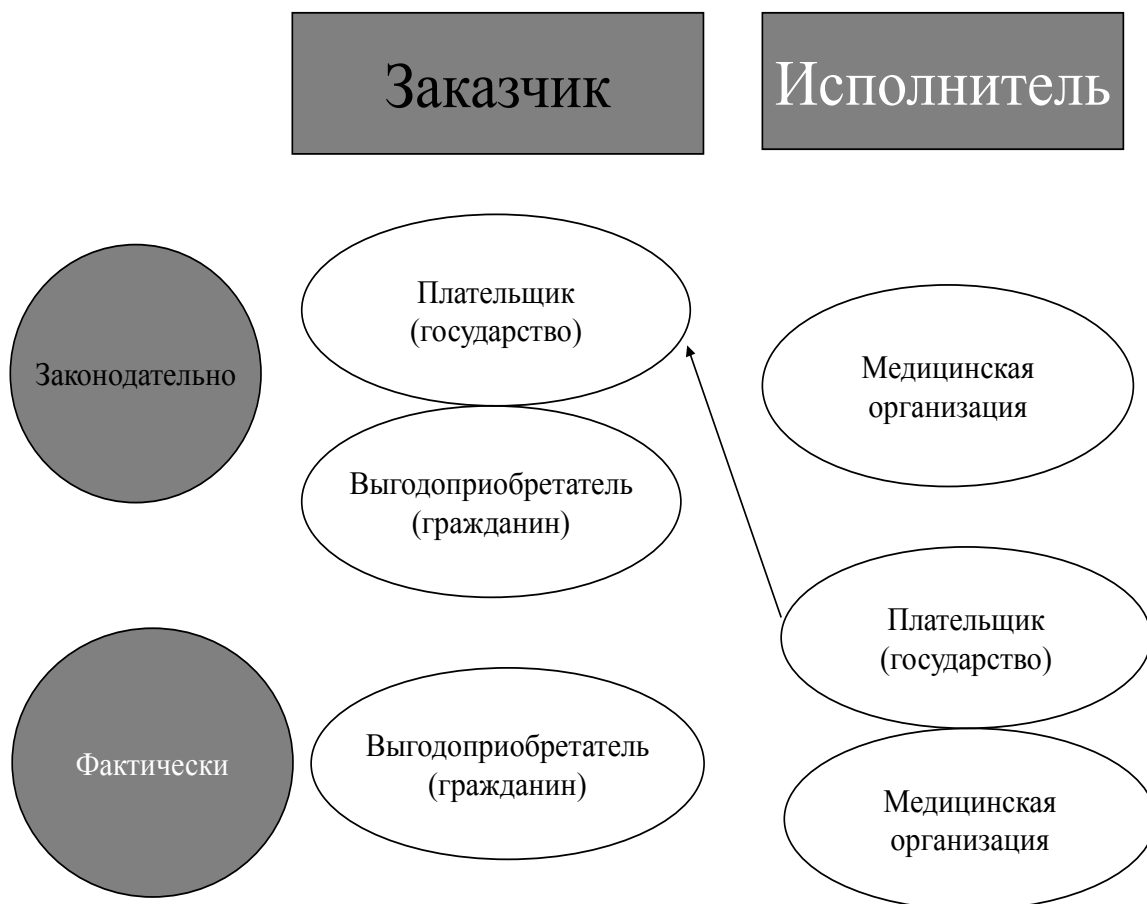 Заказчик
Исполнитель
Законодательно
Плательщик
(государство)
Медицинская
организация
Выгодоприобретатель
(гражданин)
Плательщик
(государство)
Фактически
Выгодоприобретатель
(гражданин)
Медицинская
организация